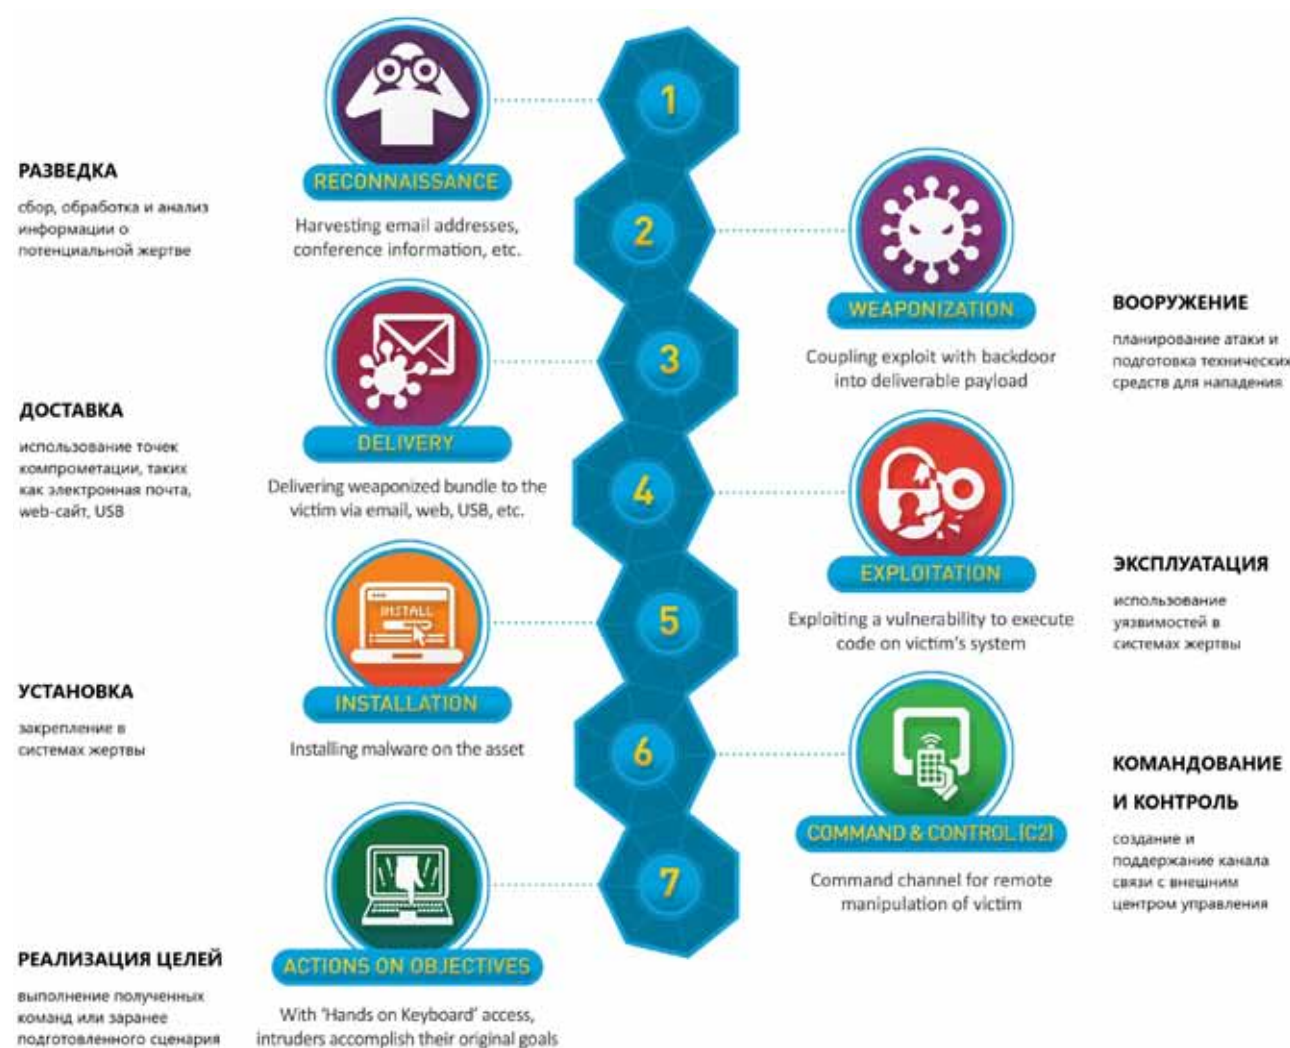 1
RECONNAISSANCE
Harvesting email addresses,
conference information, etc.
РАЗВЕДКА
сбор, обработка и анализ
информации о
потенциальной жертве
2
WEAPONIZATION
Coupling exploit with backdoor
into deliverable payload
ВООРУЖЕНИЕ
планирование атаки и
подготовка технических
средств для нападения
3
DELIVERY
Delivering weaponized bundle to the
victim via email, web, USB, etc.
ДОСТАВКА
использование точек
компрометации, таких
как электронная почта,
web-сайт, USB
4
EXPLOITATION
Exploiting a vulnerability to execute
code on victim's system
ЭКСПЛУАТАЦИЯ
использование
уязвимостей в
системах жертвы
5
INSTALL
INSTALLATION
Installing malware on the asset
УСТАНОВКА
закрепление в
системах жертвы
6
COMMAND & CONTROL (C2)
Command channel for remote
manipulation of victim
КОМАНДОВАНИЕ
И КОНТРОЛЬ
создание и
поддержание канала
связи с внешним
центром управления
7
ACTIONS ON OBJECTIVES
With 'Hands on Keyboard' access,
intruders accomplish their original goals
РЕАЛИЗАЦИЯ ЦЕЛЕЙ
выполнение полученных
команд или заранее
подготовленного сценария